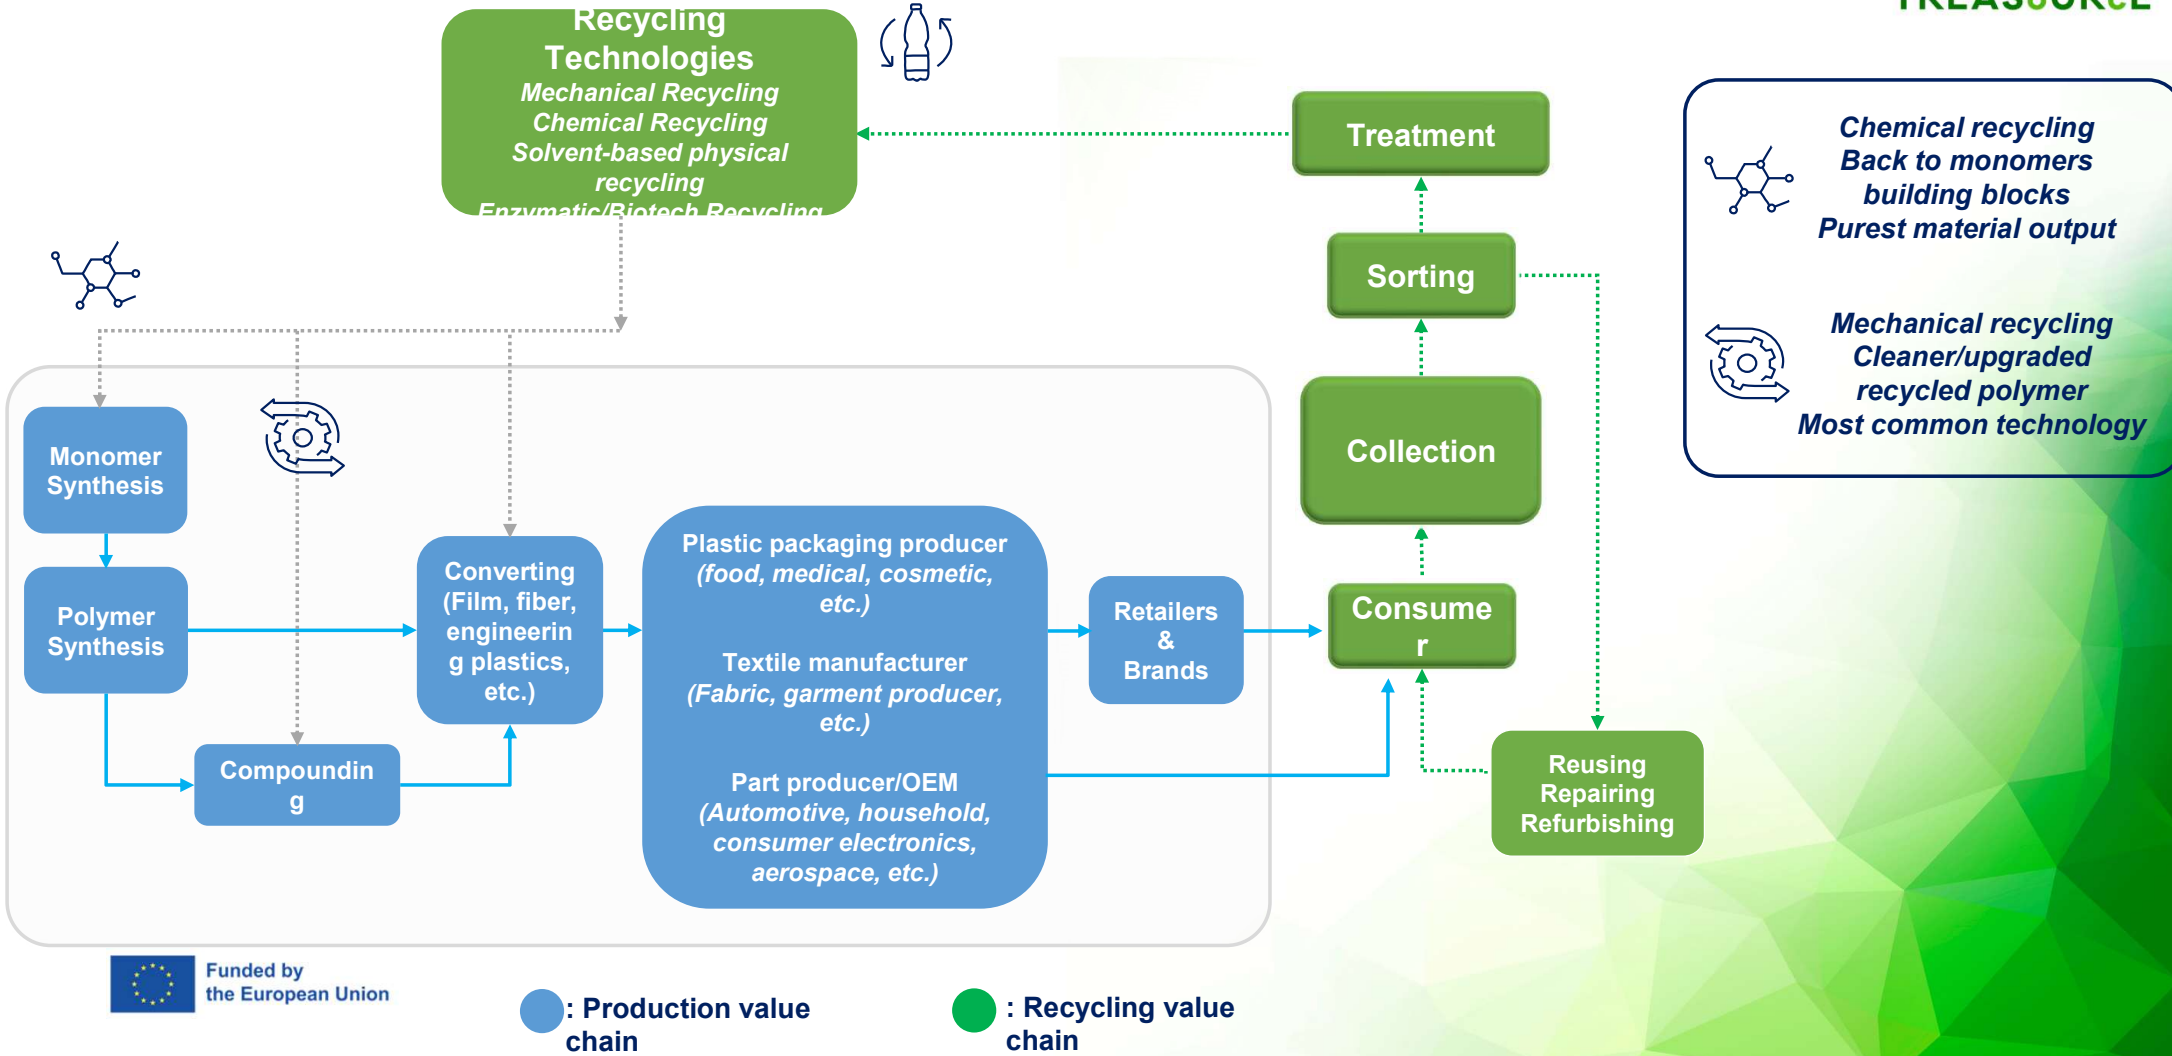 TREASoURcE
Recycling
Technologies
Mechanical Recycling
Chemical Recycling
Solvent-based physical
recycling
Enzymatic/Biotech Recycling
Treatment
Sorting
Collection
Consume
r
Reusing
Repairing
Refurbishing
Chemical recycling
Back to monomers
building blocks
Purest material output
Mechanical recycling
Cleaner/upgraded
recycled polymer
Most common technology
Monomer
Synthesis
Polymer
Synthesis
Compoundin
g
Converting
(Film, fiber,
engineerin
g plastics,
etc.)
Plastic packaging producer
(food, medical, cosmetic,
etc.)
Textile manufacturer
(Fabric, garment producer,
etc.)
Part producer/OEM
(Automotive, household,
consumer electronics,
aerospace, etc.)
Retailers
&
Brands
Funded by
the European Union
: Production value
chain
: Recycling value
chain